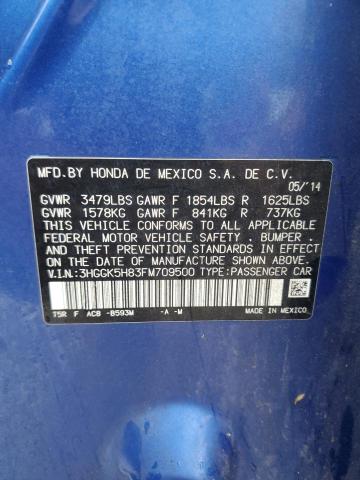 MFD.BY HONDA DE MEXICO S.A. DE C.V.
05/'14
GVWR 3479LBS GAWR F 1854LBS R 1625LBS
GVWR 1578KG GAWR F 841KG R 737KG
THIS VEHICLE CONFORMS TO ALL APPLICABLE
FEDERAL MOTOR VEHICLE SAFETY , BUMPER ,
AND THEFT PREVENTION STANDARDS IN EFFECT
ON THE DATE OF MANUFACTURE SHOWN ABOVE.
V.I.N.:3HGGK5H83FM709500 TYPE:PASSENGER CAR
T5R F ACB -B593M -A -M MADE IN MEXICO